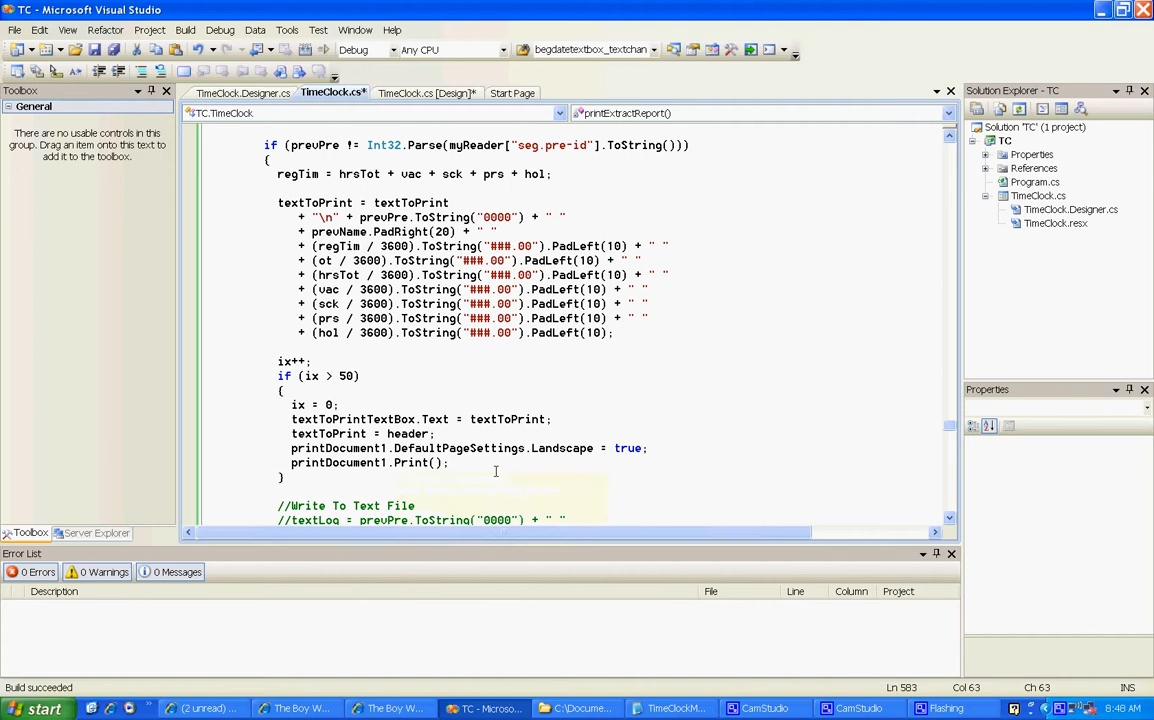 TC - Microsoft Visual Studio
File Edit View Refactor Project Build Debug Data Tools Test Window Help
Debug Any CPU begdatetextbox_textchan
Toolbox
General
There are no usable controls in this
group. Drag an item onto this text to
add it to the toolbox.
Toolbox Server Explorer
TimeClock.Designer.cs TimeClock.cs* TimeClock.cs [Design]* Start Page
TC.TimeClock printExtractReport()
if (prevPre != Int32.Parse(myReader["seg.pre-id"].ToString()))
{
regTim = hrsTot + vac + sck + prs + hol;
textToPrint = textToPrint
+ "\n" + prevPre.ToString("0000") + " "
+ prevName.PadRight(20) + " "
+ (regTim / 3600).ToString("###.00").PadLeft(10) + " "
+ (ot / 3600).ToString("###.00").PadLeft(10) + " "
+ (hrsTot / 3600).ToString("###.00").PadLeft(10) + " "
+ (vac / 3600).ToString("###.00").PadLeft(10) + " "
+ (sck / 3600).ToString("###.00").PadLeft(10) + " "
+ (prs / 3600).ToString("###.00").PadLeft(10) + " "
+ (hol / 3600).ToString("###.00").PadLeft(10);
ix++;
if (ix > 50)
{
ix = 0;
textToPrintTextBox.Text = textToPrint;
textToPrint = header;
printDocument1.DefaultPageSettings.Landscape = true;
printDocument1.Print();
}
//Write To Text File
//textLog = prevPre.ToString("0000") + " "
Solution Explorer - TC
Solution 'TC' (1 project)
TC
Properties
References
Program.cs
TimeClock.cs
TimeClock.Designer.cs
TimeClock.resx
Properties
Error List
0 Errors 0 Warnings 0 Messages
Description File Line Column Project
Build succeeded Ln 583 Col 63 Ch 63 INS
start (2 unread) ... The Boy W... The Boy W... TC - Microso... C:\Docume... TimeClockM... CamStudio CamStudio Flashing 8:48 AM